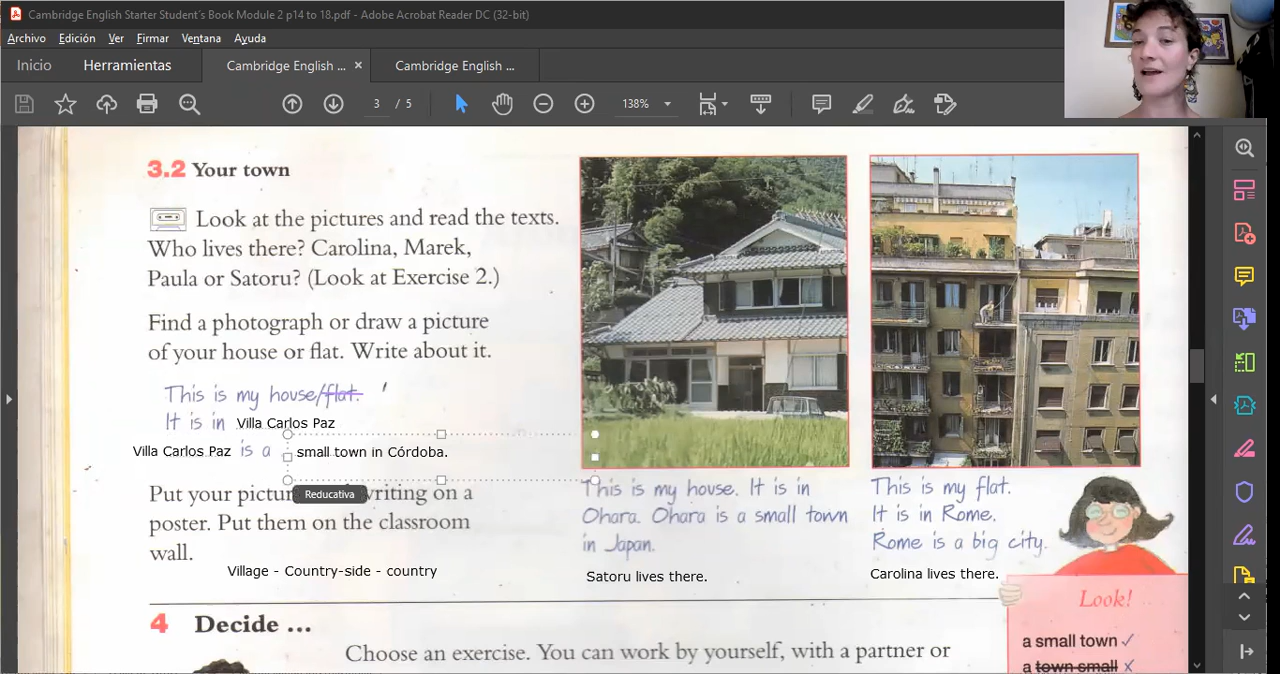 Cambridge English Starter Student's Book Module 2 p14 to 18.pdf - Adobe Acrobat Reader DC (32-bit)
Archivo Edición Ver Firmar Ventana Ayuda
Inicio Herramientas Cambridge English ... × Cambridge English ...
3 / 5 138%
3.2 Your town
Look at the pictures and read the texts.
Who lives there? Carolina, Marek,
Paula or Satoru? (Look at Exercise 2.)
Find a photograph or draw a picture
of your house or flat. Write about it.
This is my house/flat.
It is in Villa Carlos Paz
Villa Carlos Paz is a small town in Córdoba.
Reducativa
Put your pictur writing on a
poster. Put them on the classroom
wall.
Village - Country-side - country
This is my house. It is in
Ohara. Ohara is a small town
in Japan.
Satoru lives there.
This is my flat.
It is in Rome.
Rome is a big city.
Carolina lives there.
Look!
a small town ✓
a town small ✗
4 Decide ...
Choose an exercise. You can work by yourself, with a partner or